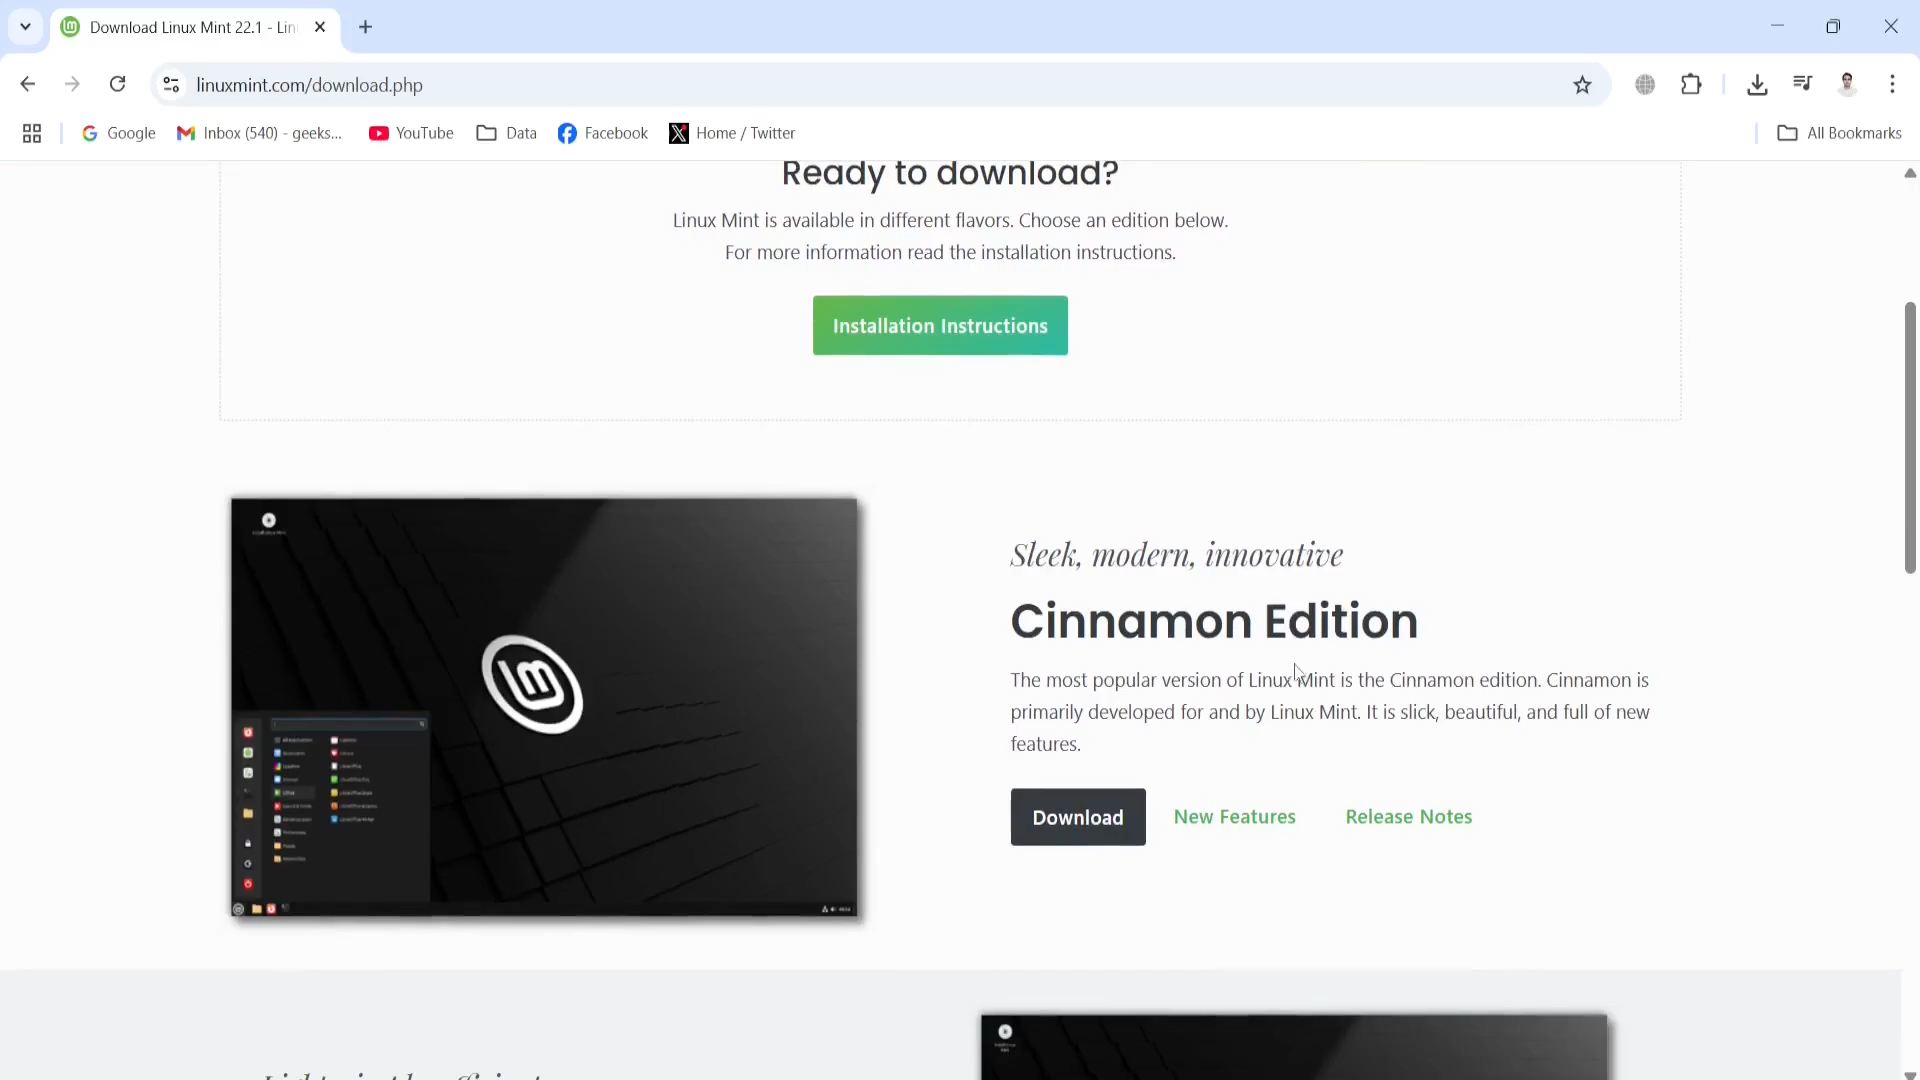 Download Linux Mint 22.1 - Lin
linuxmint.com/download.php
Google
Inbox (540) - geeks...
YouTube
Data
Facebook
Home / Twitter
All Bookmarks
Ready to download?
Linux Mint is available in different flavors. Choose an edition below.
For more information read the installation instructions.
Installation Instructions
Sleek, modern, innovative
Cinnamon Edition
The most popular version of Linux Mint is the Cinnamon edition. Cinnamon is
primarily developed for and by Linux Mint. It is slick, beautiful, and full of new
features.
Download
New Features
Release Notes